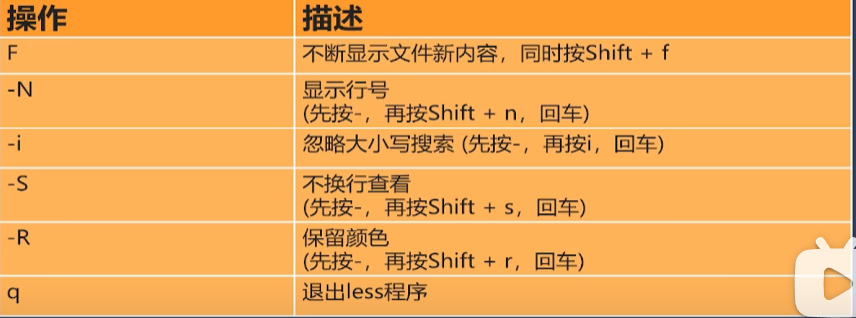 操作 描述
F 不断显示文件新内容，同时按Shift + f
-N 显示行号
(先按-，再按Shift + n，回车)
-i 忽略大小写搜索 (先按-，再按i，回车)
-S 不换行查看
(先按-，再按Shift + s，回车)
-R 保留颜色
(先按-，再按Shift + r，回车)
q 退出less程序